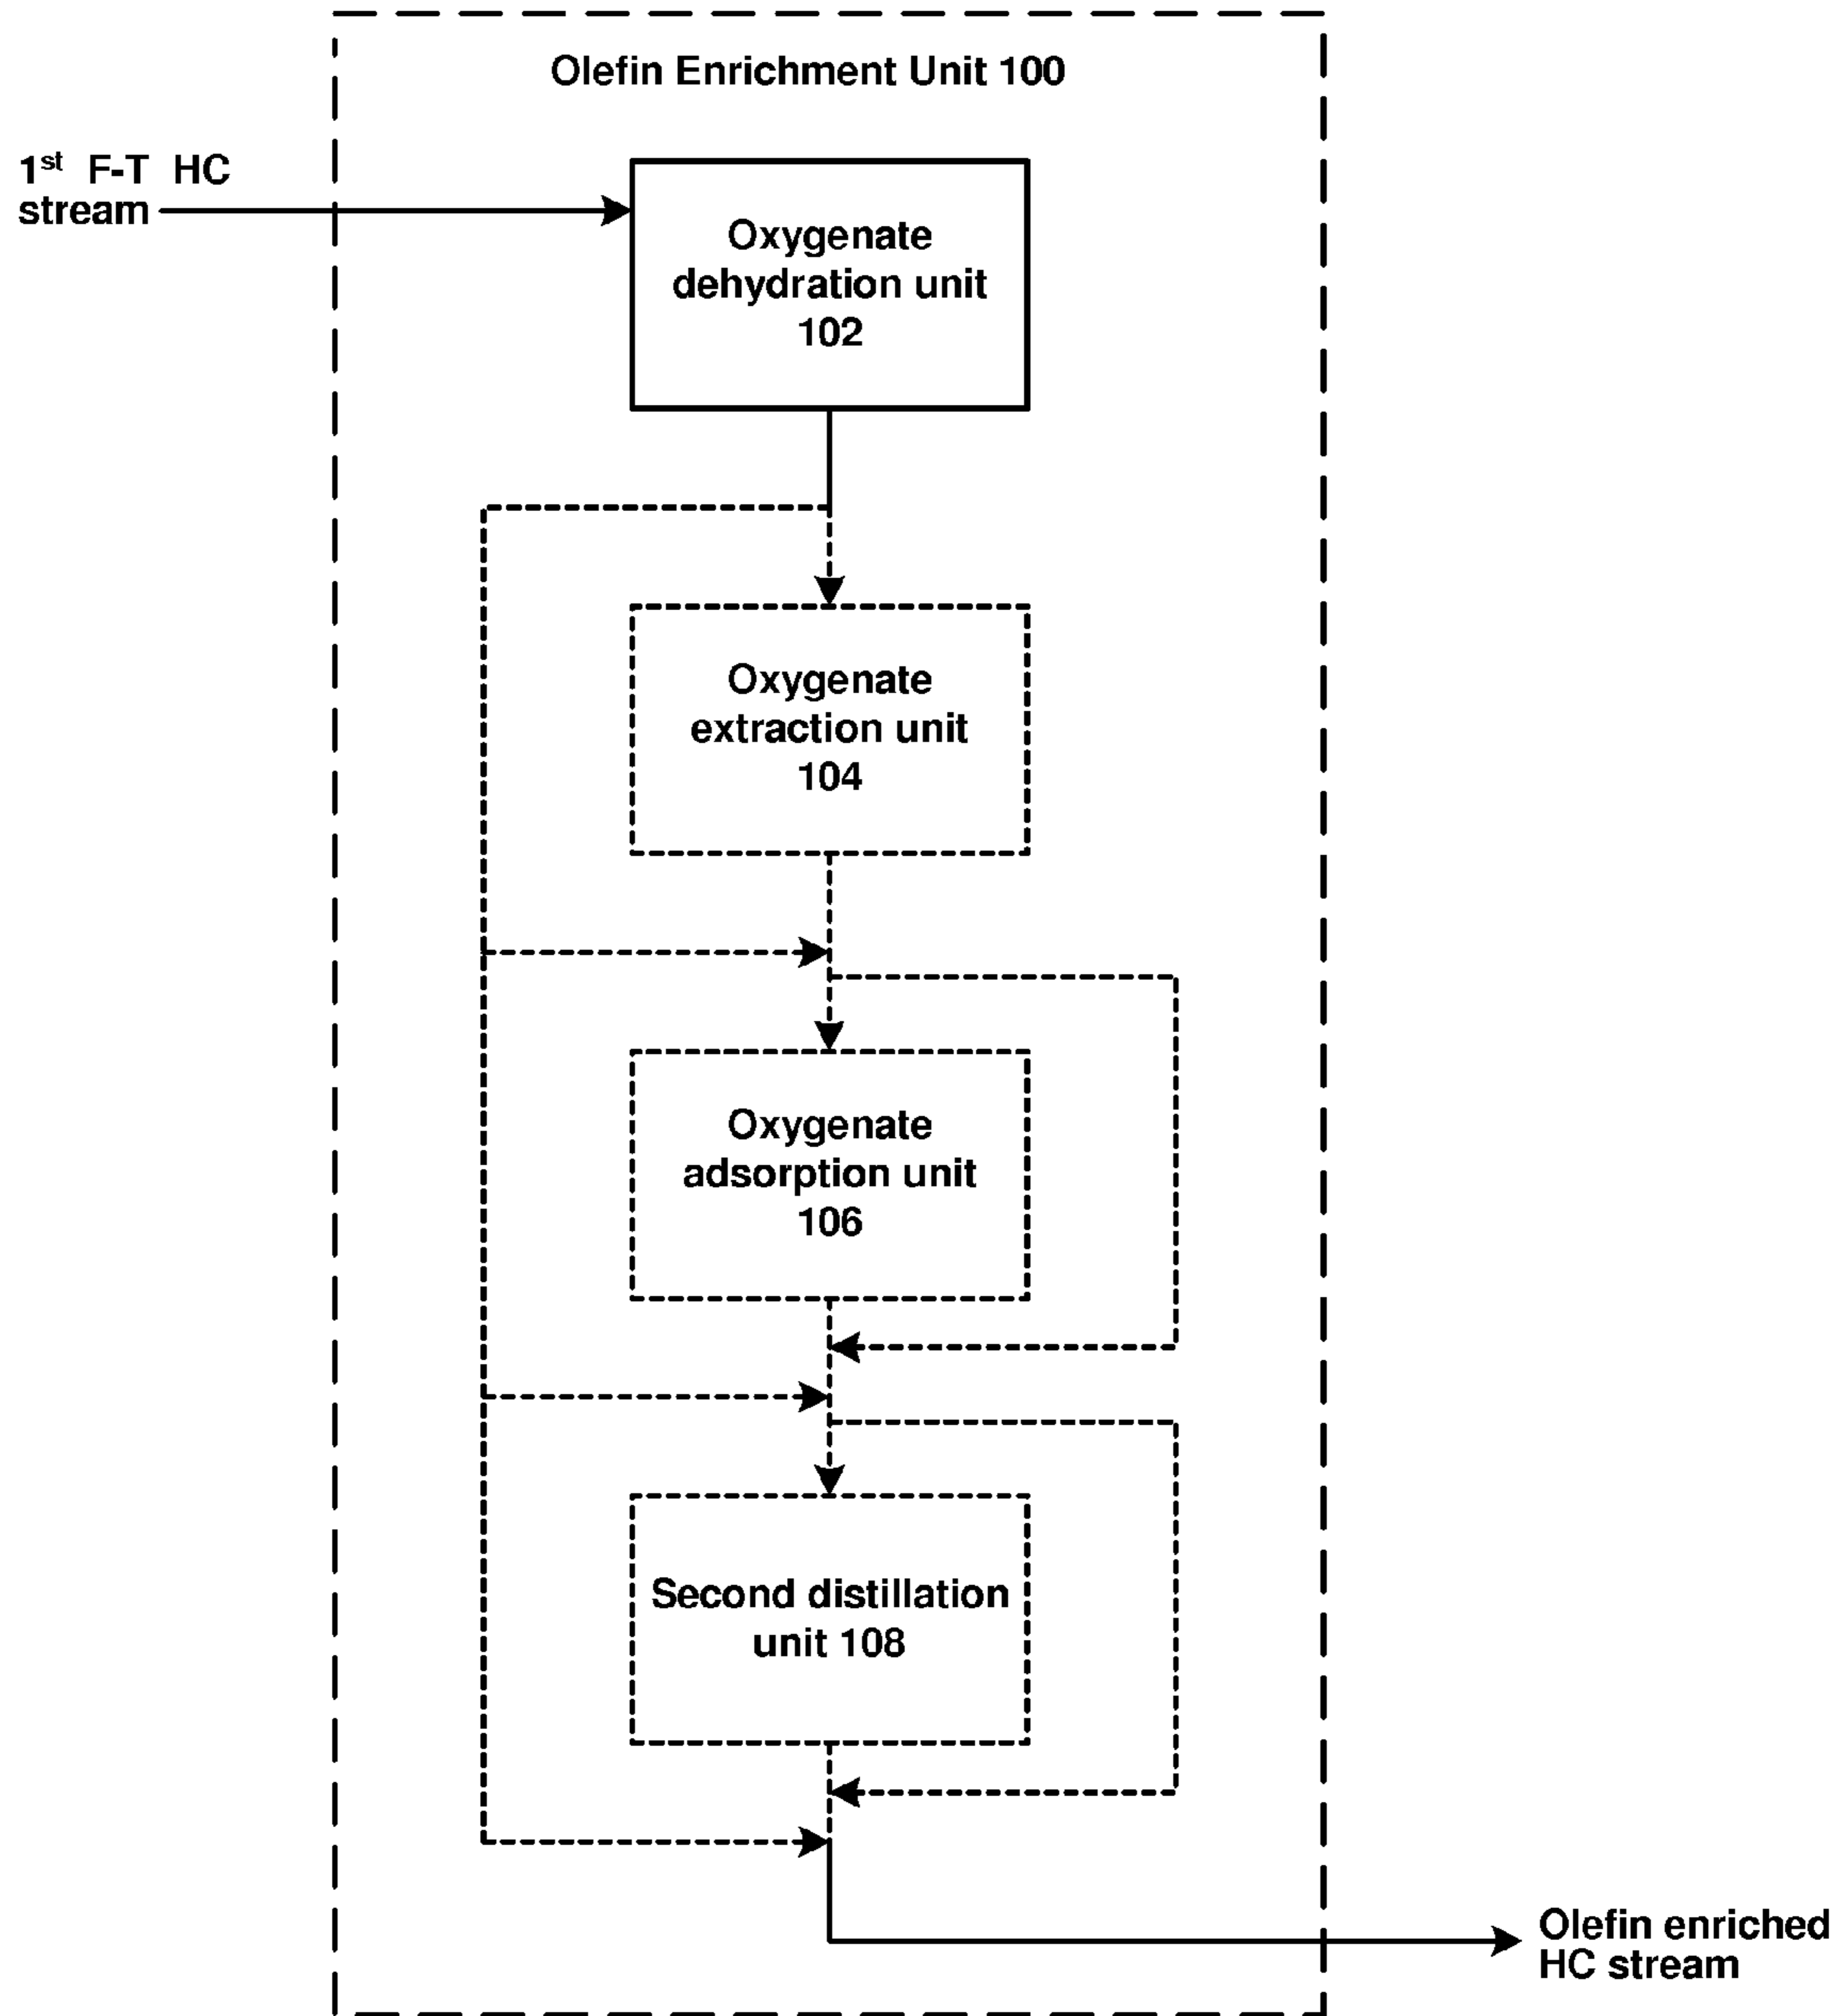 Olefin Enrichment Unit 100
1st F-T HC
stream
Oxygenate
dehydration unit
102
Oxygenate
extraction unit
104
Oxygenate
adsorption unit
106
Second distillation
unit 108
Olefin enriched
HC stream